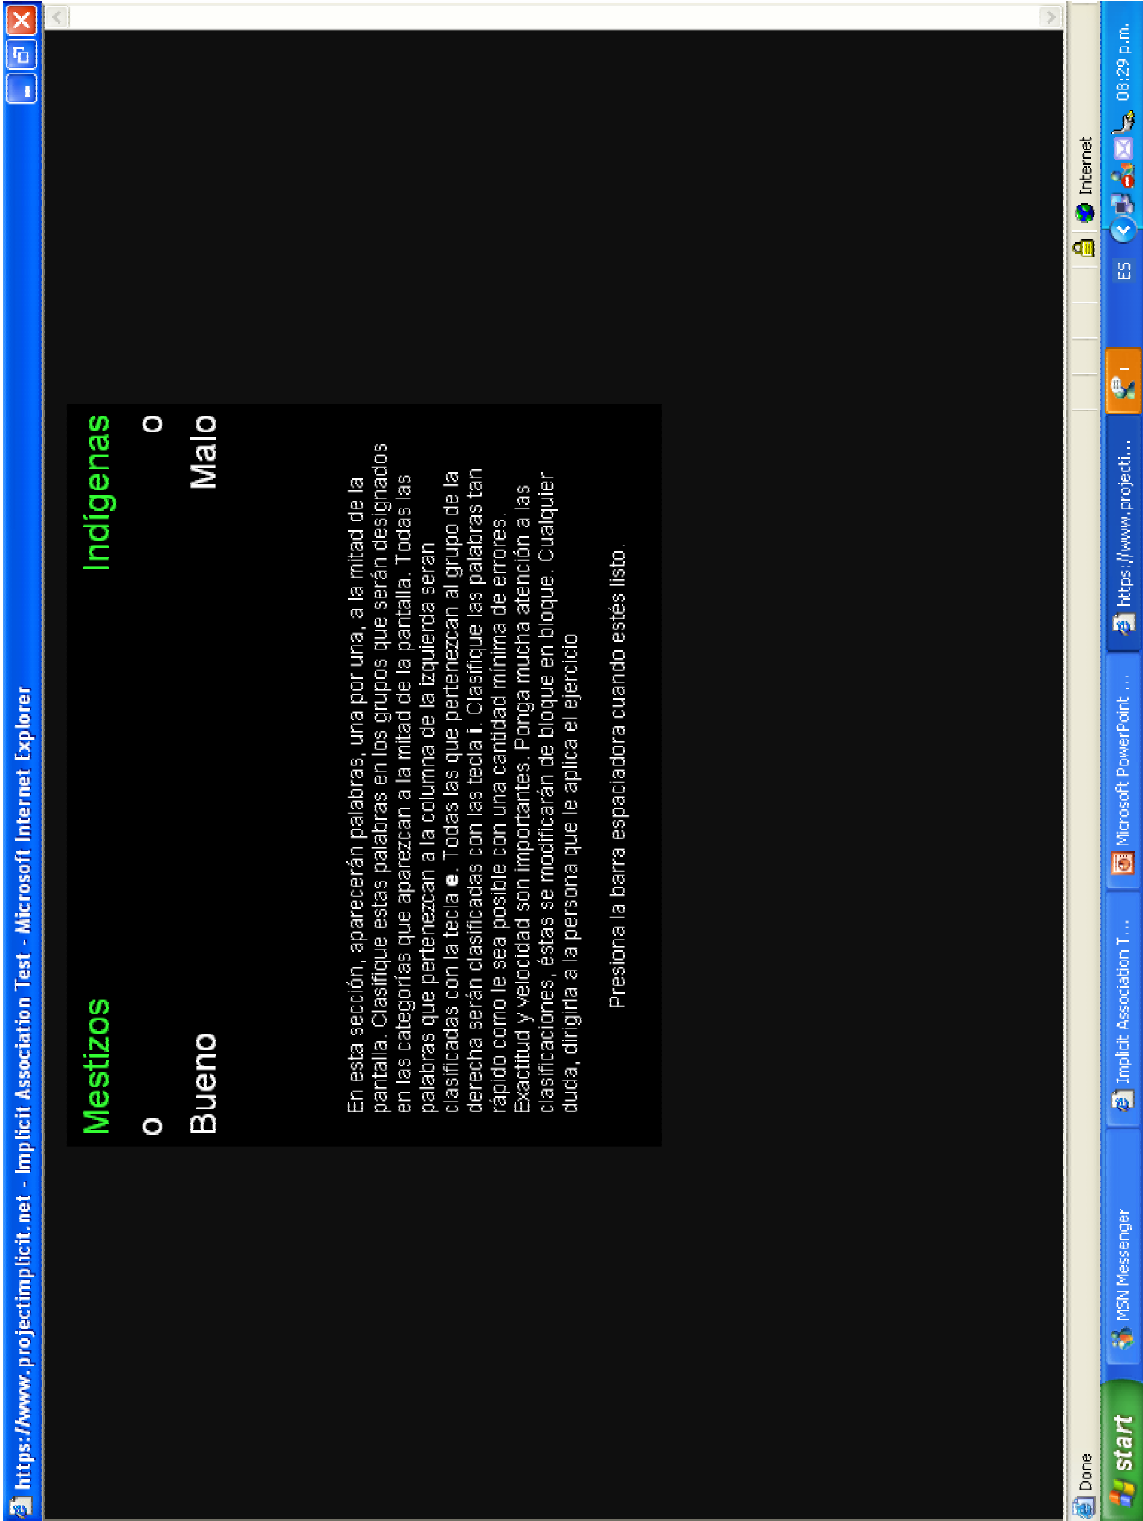 https://www.projectimplicit.net - Implicit Association Test - Microsoft Internet Explorer
Mestizos Indígenas
o o
Bueno Malo
En esta sección, aparecerán palabras, una por una, a la mitad de la
pantalla. Clasifique estas palabras en los grupos que serán designados
en las categorías que aparezcan a la mitad de la pantalla. Todas las
palabras que pertenezcan a la columna de la izquierda seran
clasificadas con la tecla e. Todas las que pertenezcan al grupo de la
derecha serán clasificadas con las tecla i. Clasifique las palabras tan
rápido como le sea posible con una cantidad mínima de errores.
Exactitud y velocidad son importantes. Ponga mucha atención a las
clasificaciones, éstas se modificarán de bloque en bloque. Cualquier
duda, dirigirla a la persona que le aplica el ejercicio
Presiona la barra espaciadora cuando estés listo.
Done Internet
start MSN Messenger Implicit Association T... Microsoft PowerPoint ... https://www.projecti... ES 08:29 p.m.